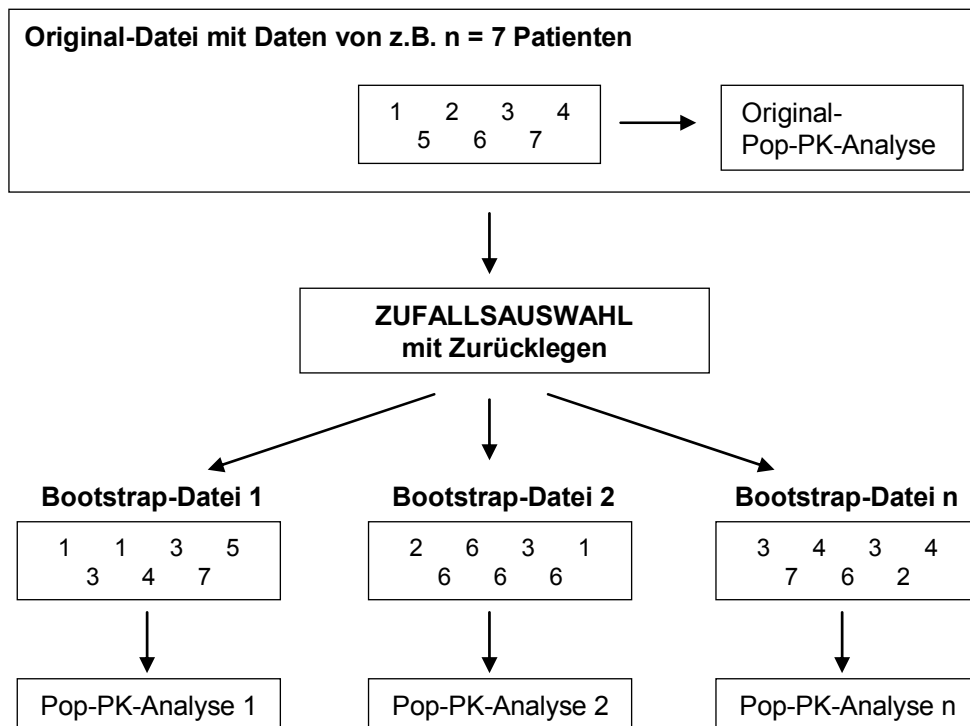 Original-Datei mit Daten von z.B. n = 7 Patienten
1 2 3 4
5 6 7
Original-
Pop-PK-Analyse
ZUFALLSAUSWAHL
mit Zurücklegen
Bootstrap-Datei 1
1 1 3 5
3 4 7
Bootstrap-Datei 2
2 6 3 1
6 6 6
Bootstrap-Datei n
3 4 3 4
7 6 2
Pop-PK-Analyse 1
Pop-PK-Analyse 2
Pop-PK-Analyse n